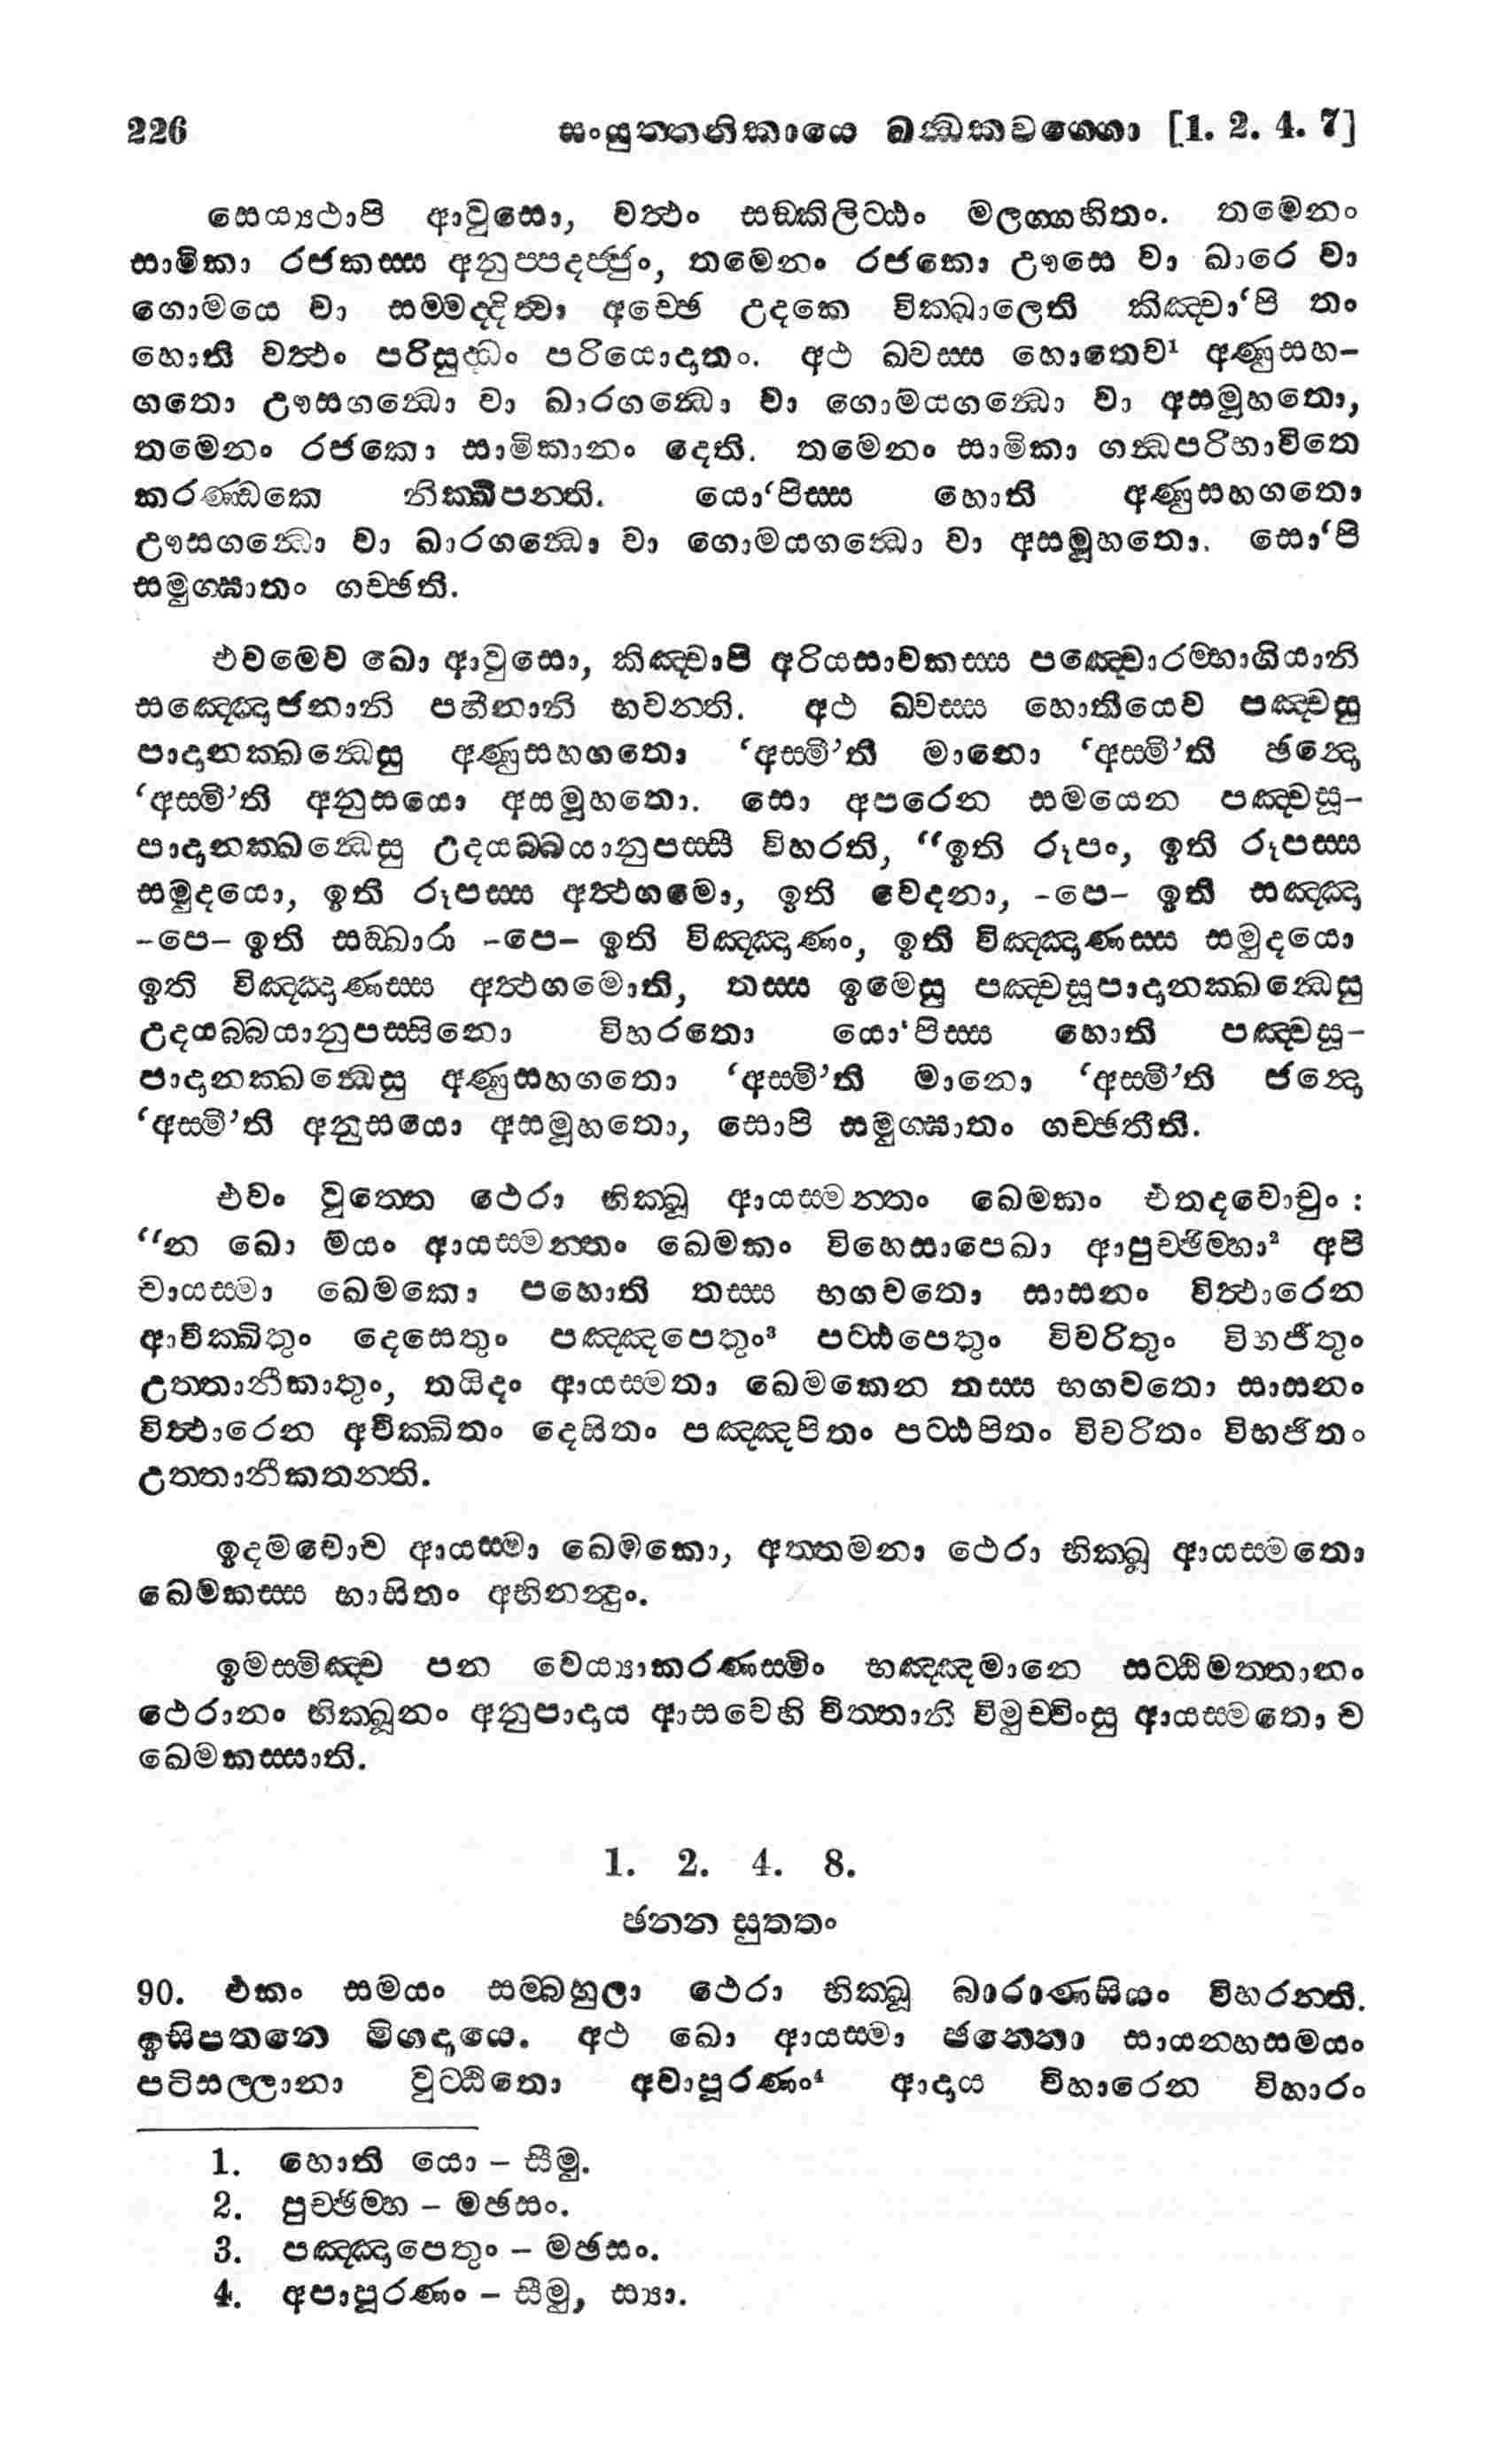 226 සංයුත්තනිකායෙ ඛන්ධකවග්ගො [1. 2. 4. 7]
සෙය්‍යථාපි ආවුසො, වත්ථං සඞ්කිලිට්ඨං මලග්ගහිතං. තමෙනං
සාමිකා රජකස්ස අනුප්පදජ්ජුං, තමෙනං රජකො ඌසෙ වා ඛාරෙ වා
ගොමයෙ වා සම්මද්දිත්වා අච්ඡෙ උදකෙ වික්ඛාලෙති කිඤ්චා‘පි තං
හොති වත්ථං පරිසුද්ධං පරියොදාතං. අථ ඛ්වස්ස හොතෙව¹ අණුසහ-
ගතො ඌසගන්ධො වා ඛාරගන්ධො වා ගොමයගන්ධො වා අසමූහතො,
තමෙනං රජකො සාමිකානං දෙති. තමෙනං සාමිකා ගන්ධපරිභාවිතෙ
කරණ්ඩකෙ නික්ඛිපන්ති. යො‘පිස්ස හොති අණුසහගතො
ඌසගන්ධො වා ඛාරගන්ධො වා ගොමයගන්ධො වා අසමූහතො. සො‘පි
සමුග්ඝාතං ගච්ඡති.
එවමෙව ඛො ආවුසො, කිඤ්චාපි අරියසාවකස්ස පඤ්චොරම්භාගියානි
සඤ්ඤොජනානි පහීනානි භවන්ති. අථ ඛ්වස්ස හොතියෙව පඤ්චසු
පාදානක්ඛන්ධෙසු අණුසහගතො ‘අස්මී’ති මානො ‘අස්මී’ති ඡන්දො
‘අස්මී’ති අනුසයො අසමූහතො. සො අපරෙන සමයෙන පඤ්චසූ-
පාදානක්ඛන්ධෙසු උදයබ්බයානුපස්සී විහරති, “ඉති රූපං, ඉති රූපස්ස
සමුදයො, ඉති රූපස්ස අත්ථගමො, ඉති වෙදනා, -පෙ- ඉති සඤ්ඤා
-පෙ- ඉති සඞ්ඛාරා -පෙ- ඉති විඤ්ඤාණං, ඉති විඤ්ඤාණස්ස සමුදයො
ඉති විඤ්ඤාණස්ස අත්ථගමොති, තස්ස ඉමෙසු පඤ්චසූපාදානක්ඛන්ධෙසු
උදයබ්බයානුපස්සිනො විහරතො යො‘පිස්ස හොති පඤ්චසූ-
පාදානක්ඛන්ධෙසු අණුසහගතො ‘අස්මී’ති මානො ‘අස්මී’ති ඡන්දො
‘අස්මී’ති අනුසයො අසමූහතො, සොපි සමුග්ඝාතං ගච්ඡතීති.
එවං වුත්තෙ ථෙරා භික්ඛූ ආයස්මන්තං ඛෙමකං එතදවොචුං :
“න ඛො මයං ආයස්මන්තං ඛෙමකං විහෙසාපෙඛා ආපුච්ඡිම්හා² අපි
චායස්මා ඛෙමකො පහොති තස්ස භගවතො සාසනං විත්ථාරෙන
ආචික්ඛිතුං දෙසෙතුං පඤ්ඤපෙතුං³ පට්ඨපෙතුං විවරිතුං විභජිතුං
උත්තානීකාතුං, තයිදං ආයස්මතා ඛෙමකෙන තස්ස භගවතො සාසනං
විත්ථාරෙන අචික්ඛිතං දෙසිතං පඤ්ඤපිතං පට්ඨපිතං විවරිතං විභජිතං
උත්තානීකතන්ති.
ඉදමවොච ආයස්මා ඛෙමකො, අත්තමනා ථෙරා භික්ඛූ ආයස්මතො
ඛෙමකස්ස භාසිතං අභිනන්දුං.
ඉමස්මිඤ්ච පන වෙය්‍යාකරණස්මිං භඤ්ඤමානෙ සට්ඨිමත්තානං
ථෙරානං භික්ඛූනං අනුපාදාය ආසවෙහි චිත්තානි විමුච්චිංසු ආයස්මතො ච
ඛෙමකස්සාති.
1. 2. 4. 8.
ඡන්න සුත්තං
90. එකං සමයං සම්බහුලා ථෙරා භික්ඛූ බාරාණසියං විහරන්ති.
ඉසිපතනෙ මිගදායෙ. අථ ඛො ආයස්මා ඡන්නො සායන්හසමයං
පටිසල්ලානා වුට්ඨිතො අවාපූරණං⁴ ආදාය විහාරෙන විහාරං
1. හොති යො – සීමු.
2. පුච්ඡිම්හ – මඡසං.
3. පඤ්ඤාපෙතුං – මඡසං.
4. අපාපූරණං – සීමු, ස්‍යා.